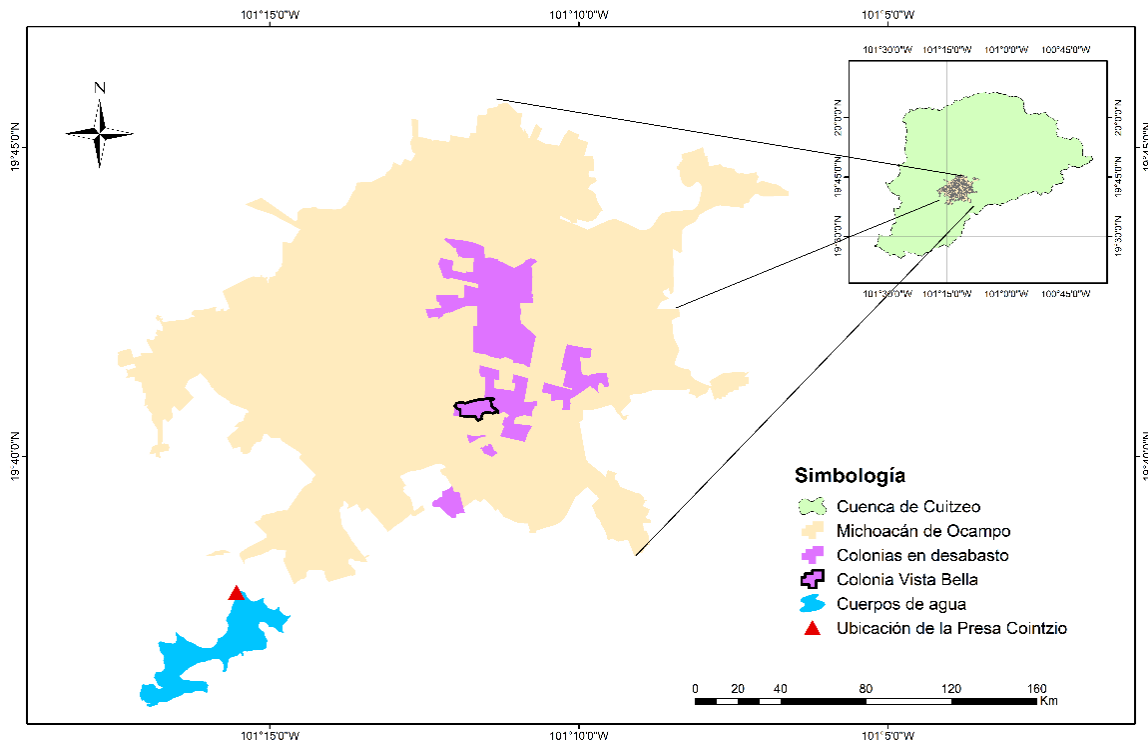 101°15'0"W 101°10'0"W 101°5'0"W
N
19°45'0"N
19°40'0"N
101°30'0"W 101°15'0"W 101°0'0"W 100°45'0"W
20°0'0"N
19°45'0"N
19°30'0"N
20°0'0"N
19°45'0"N
19°30'0"N
101°30'0"W 101°15'0"W 101°0'0"W 100°45'0"W
19°45'0"N
19°40'0"N
Simbología
Cuenca de Cuitzeo
Michoacán de Ocampo
Colonias en desabasto
Colonia Vista Bella
Cuerpos de agua
Ubicación de la Presa Cointzio
0 20 40 80 120 160
Km
101°15'0"W 101°10'0"W 101°5'0"W